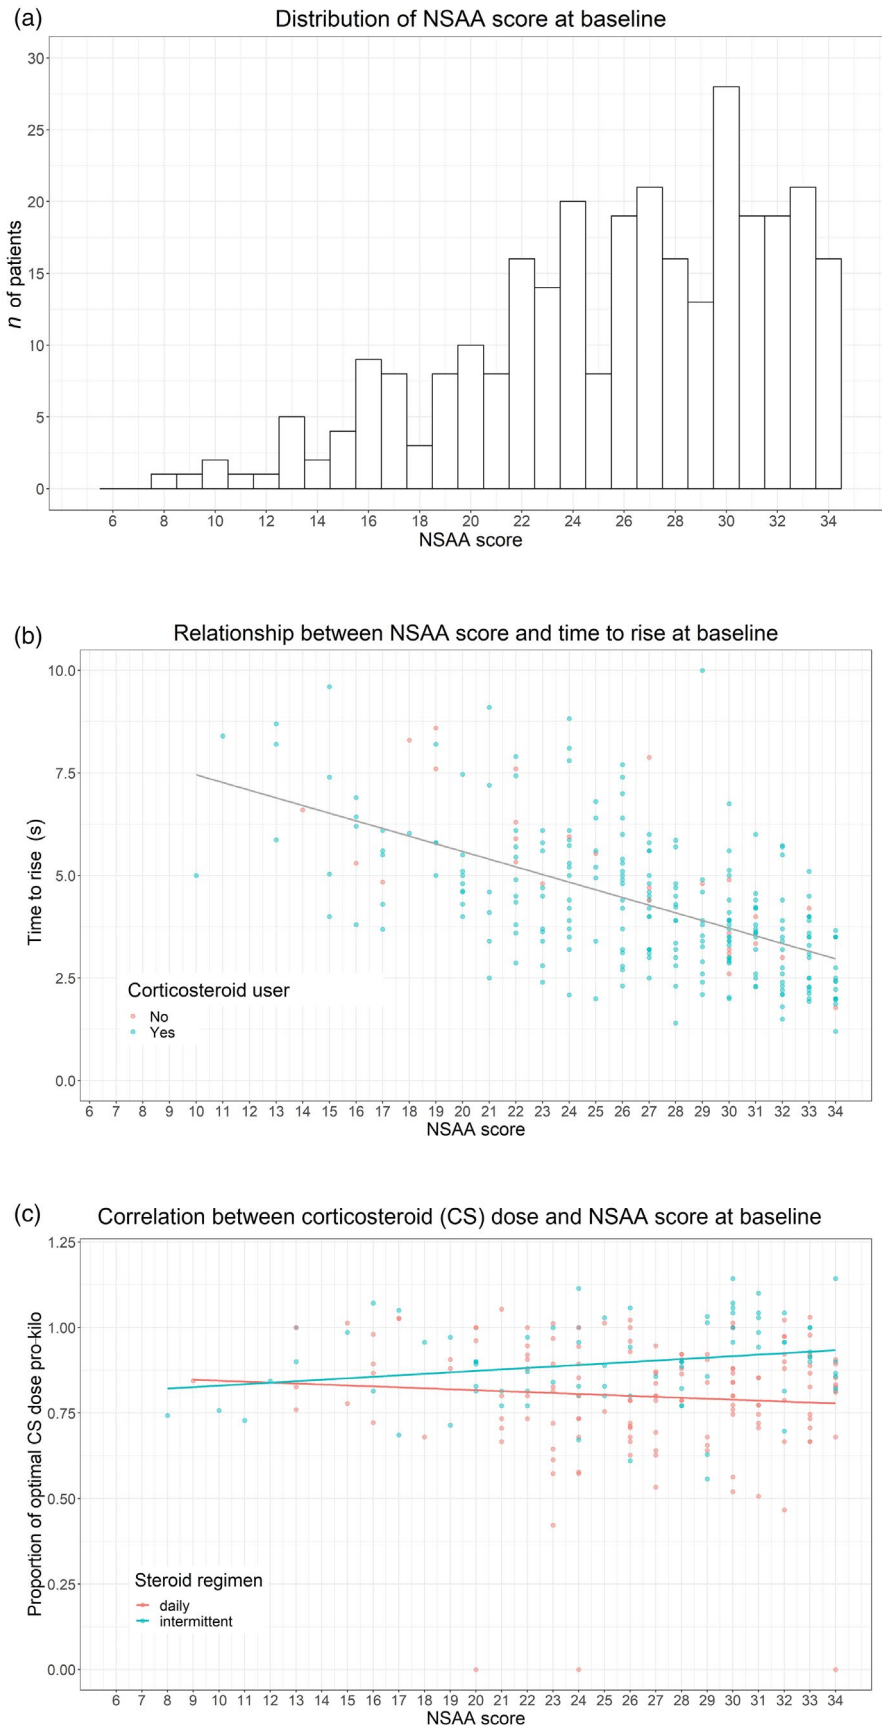 (a)
Distribution of NSAA score at baseline
30
25
20
15
10
5
0
n of patients
6 8 10 12 14 16 18 20 22 24 26 28 30 32 34
NSAA score
(b)
Relationship between NSAA score and time to rise at baseline
10.0
7.5
5.0
2.5
0.0
Time to rise (s)
Corticosteroid user
No
Yes
6 7 8 9 10 11 12 13 14 15 16 17 18 19 20 21 22 23 24 25 26 27 28 29 30 31 32 33 34
NSAA score
(c)
Correlation between corticosteroid (CS) dose and NSAA score at baseline
1.25
1.00
0.75
0.50
0.25
0.00
Proportion of optimal CS dose pro-kilo
Steroid regimen
daily
intermittent
6 7 8 9 10 11 12 13 14 15 16 17 18 19 20 21 22 23 24 25 26 27 28 29 30 31 32 33 34
NSAA score